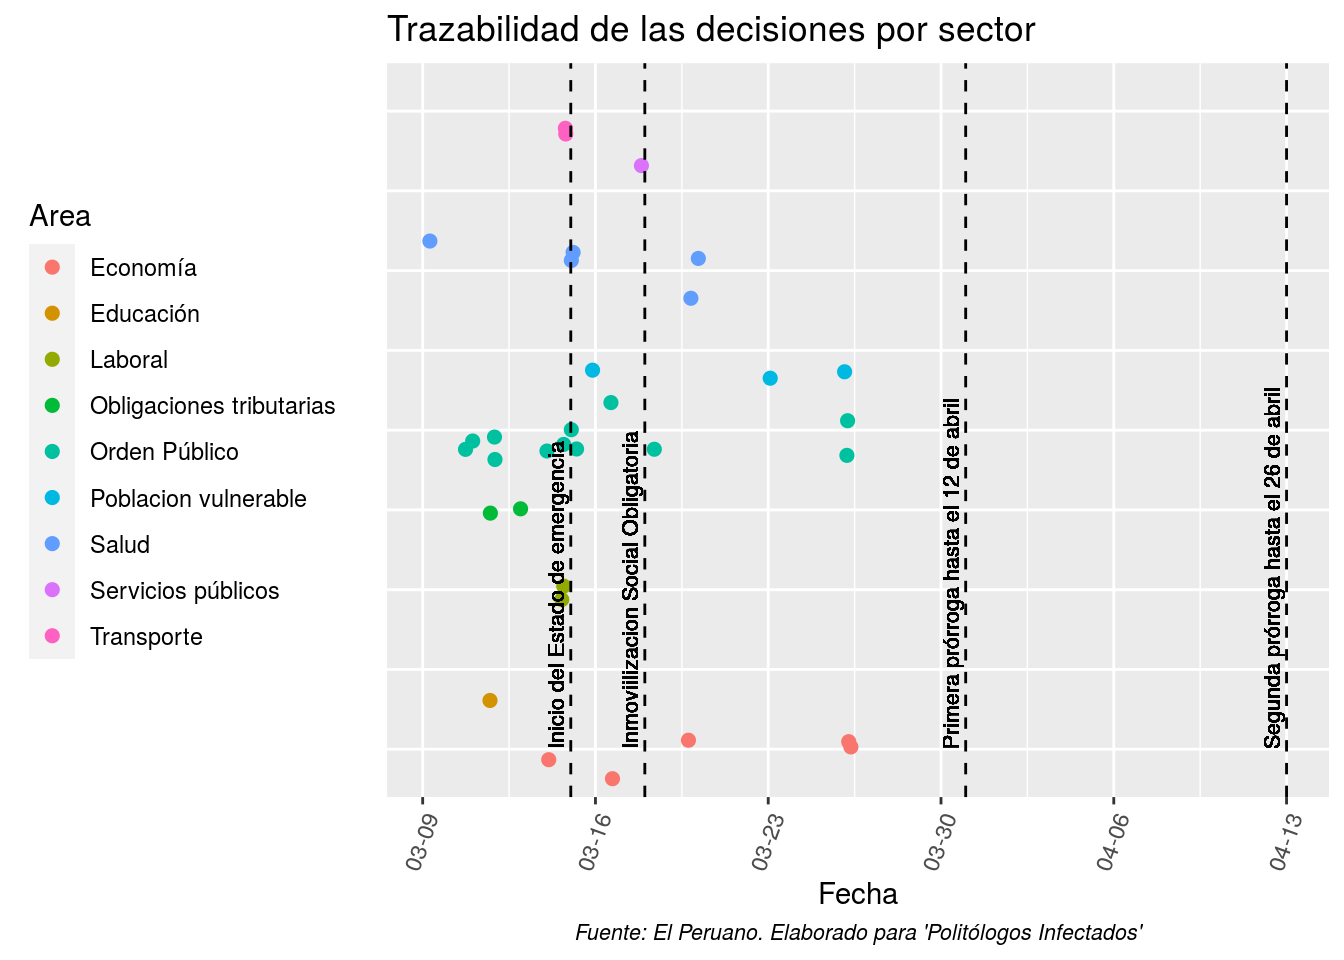 Trazabilidad de las decisiones por sector
Area
Economía
Educación
Laboral
Obligaciones tributarias
Orden Público
Poblacion vulnerable
Salud
Servicios públicos
Transporte
Inicio del Estado de emergencia
Inmoviilizacion Social Obligatoria
Primera prórroga hasta el 12 de abril
Segunda prórroga hasta el 26 de abril
03-09
03-16
03-23
03-30
04-06
04-13
Fecha
Fuente: El Peruano. Elaborado para 'Politólogos Infectados'